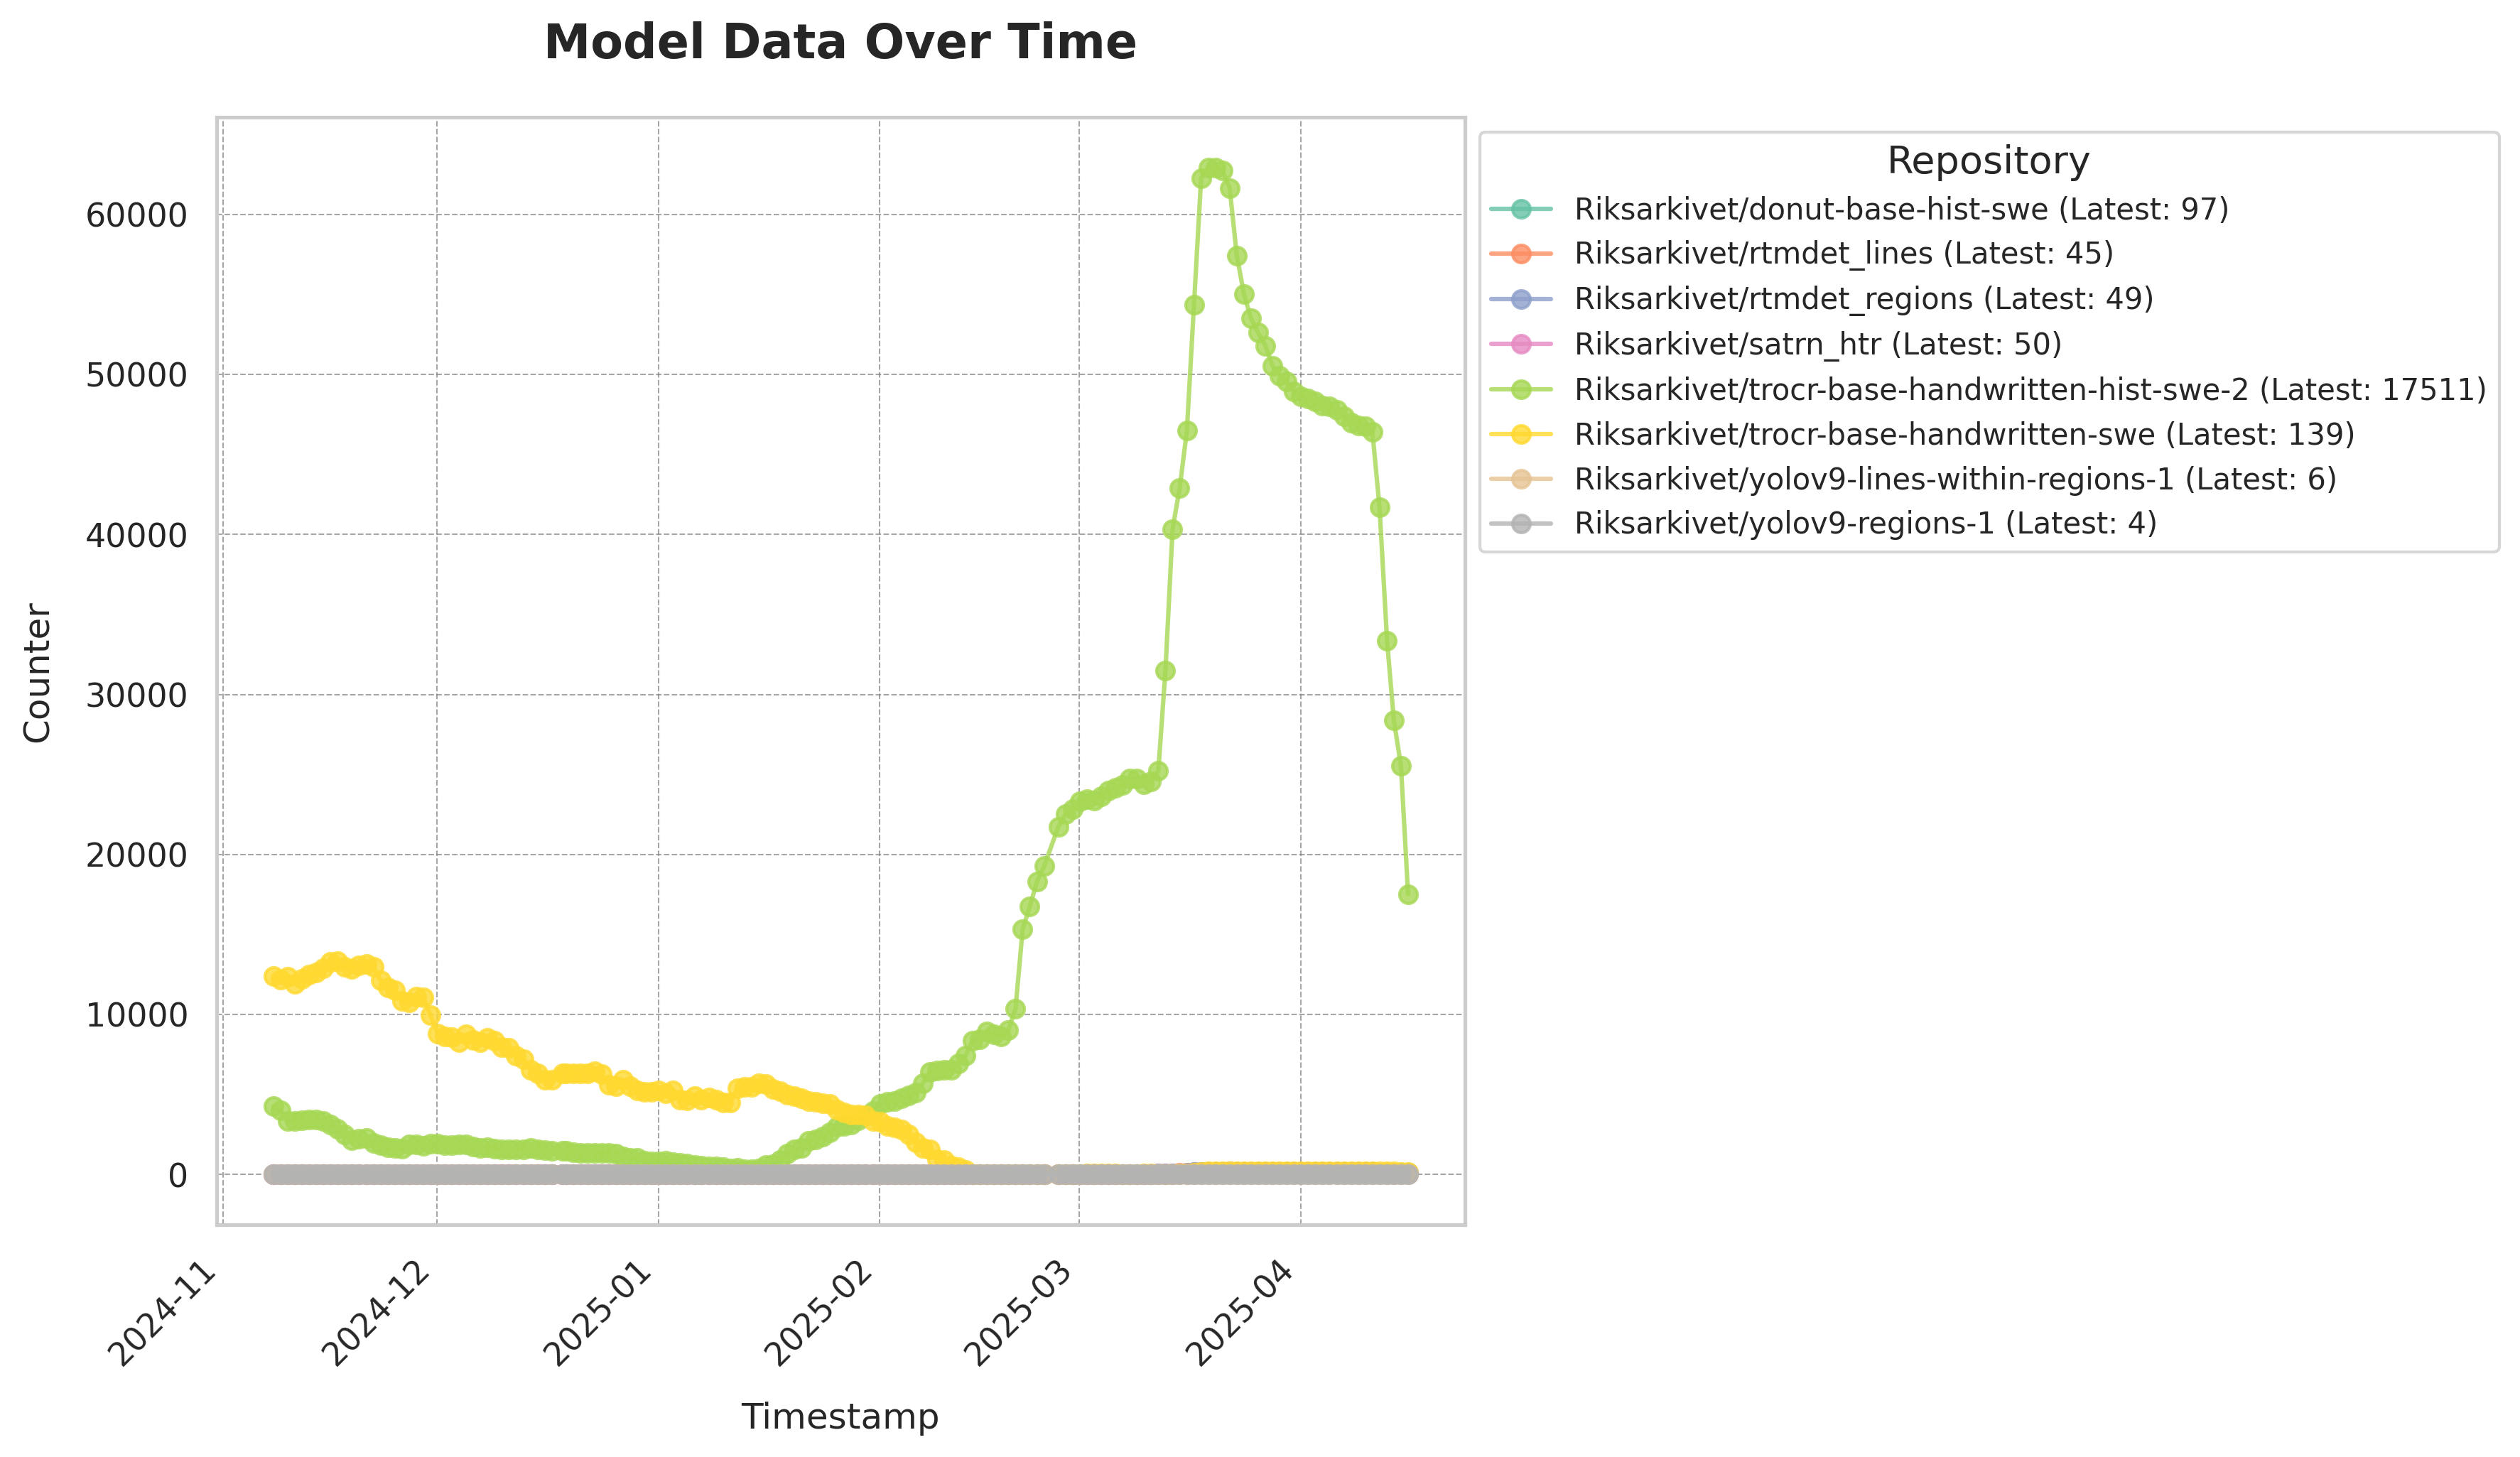 Model Data Over Time
Counter
60000
50000
40000
30000
20000
10000
0
2024-11
2024-12
2025-01
2025-02
2025-03
2025-04
Timestamp
Repository
Riksarkivet/donut-base-hist-swe (Latest: 97)
Riksarkivet/rtmdet_lines (Latest: 45)
Riksarkivet/rtmdet_regions (Latest: 49)
Riksarkivet/satrn_htr (Latest: 50)
Riksarkivet/trocr-base-handwritten-hist-swe-2 (Latest: 17511)
Riksarkivet/trocr-base-handwritten-swe (Latest: 139)
Riksarkivet/yolov9-lines-within-regions-1 (Latest: 6)
Riksarkivet/yolov9-regions-1 (Latest: 4)